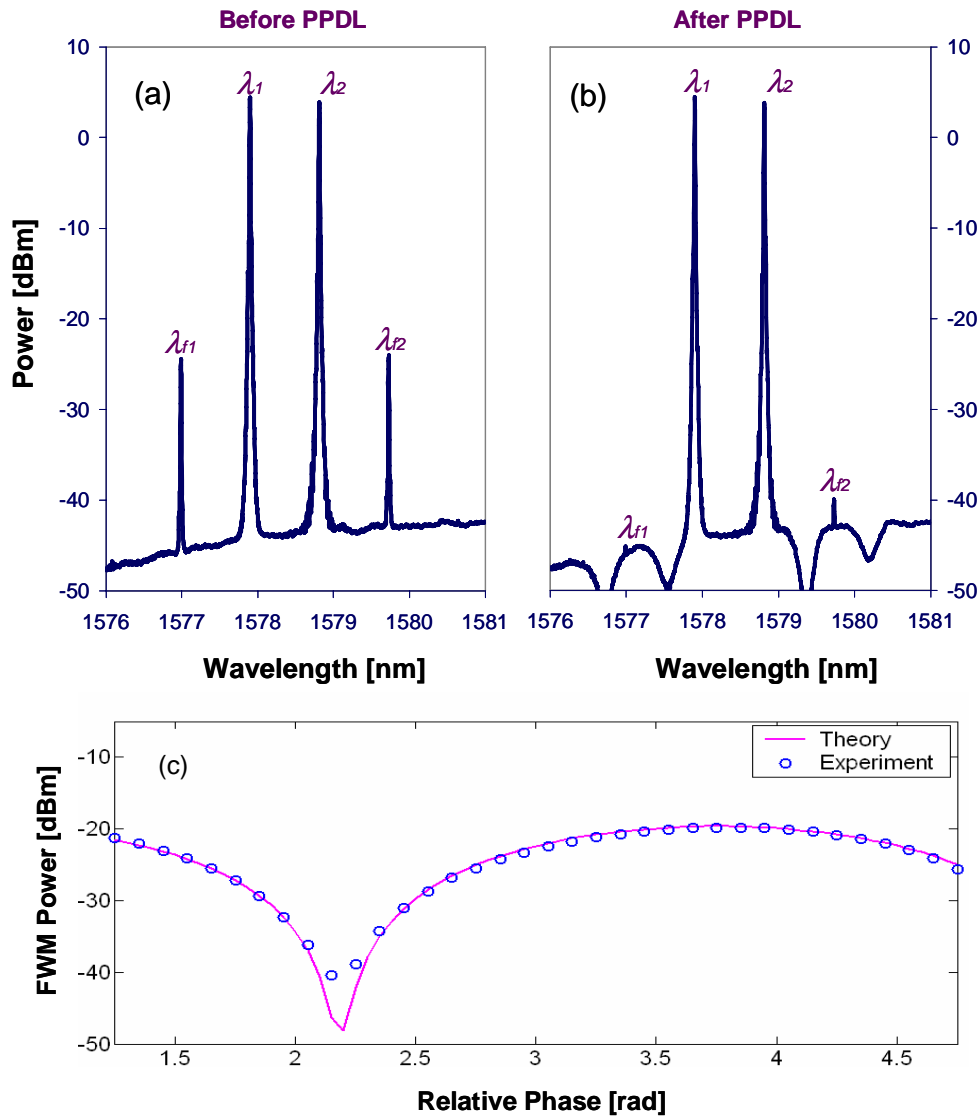 Before PPDL
After PPDL
10
0
-10
-20
-30
-40
-50
(a)
λ1
λ2
λf1
λf2
1576 1577 1578 1579 1580 1581
Wavelength [nm]
Power [dBm]
(b)
λ1
λ2
λf1
λf2
10
0
-10
-20
-30
-40
-50
-50
1576 1577 1578 1579 1580 1581
Wavelength [nm]
(c)
Theory
Experiment
-10
-20
-30
-40
-50
FWM Power [dBm]
1.5 2 2.5 3 3.5 4 4.5
Relative Phase [rad]